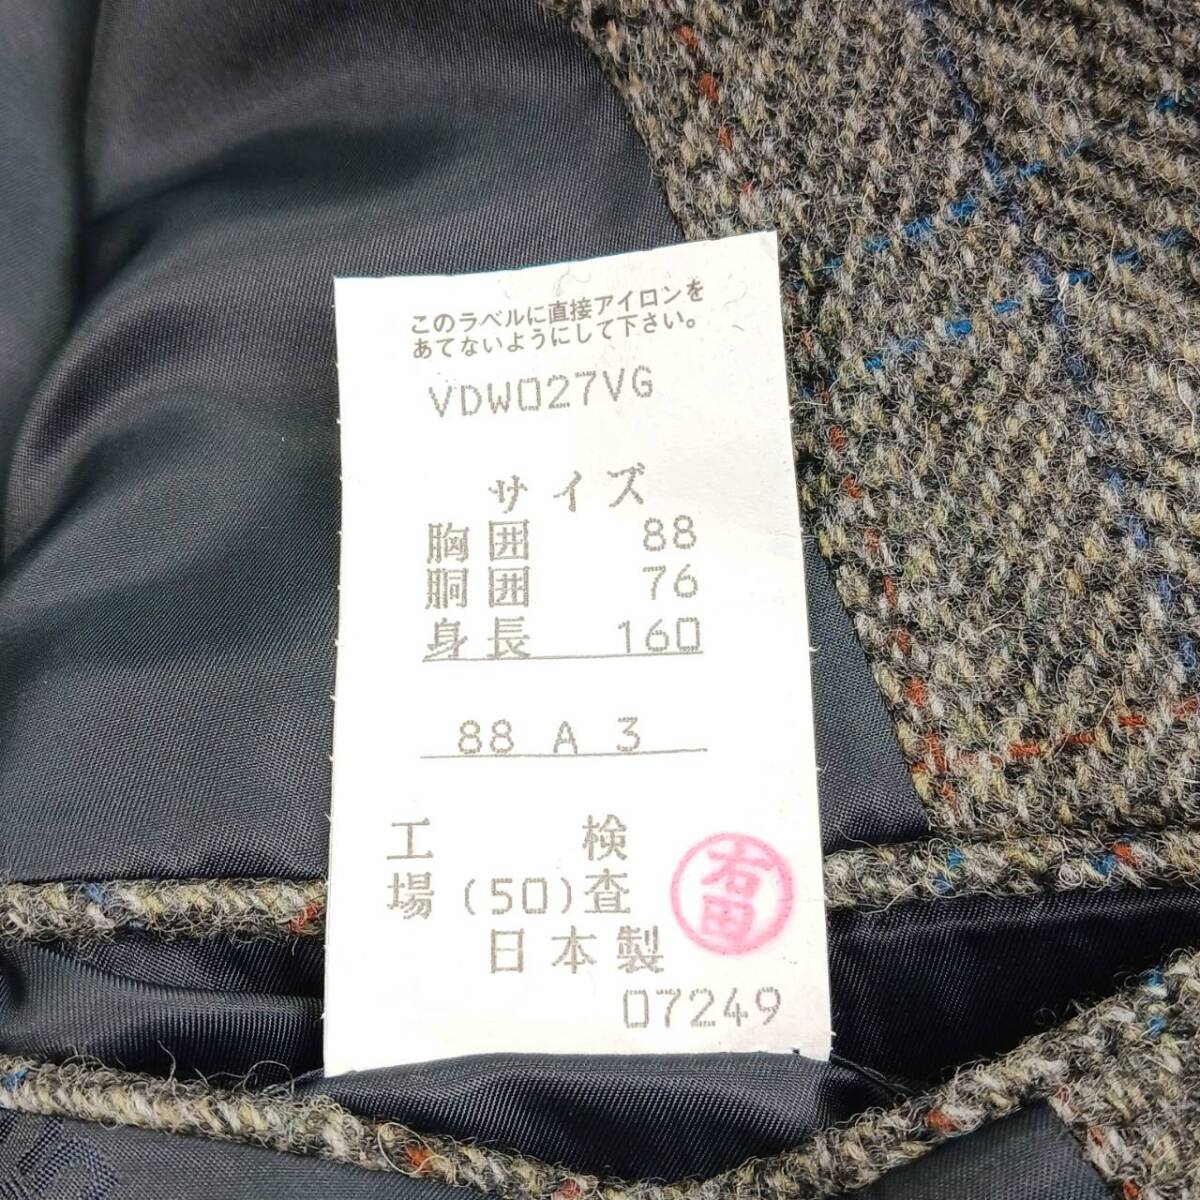 このラベルに直接アイロンを
あてないようにして下さい。
VDW027VG
サイズ
胸囲 88
胴囲 76
身長 160
88 A 3
工 検
場 (50) 査
右田
日本製
07249